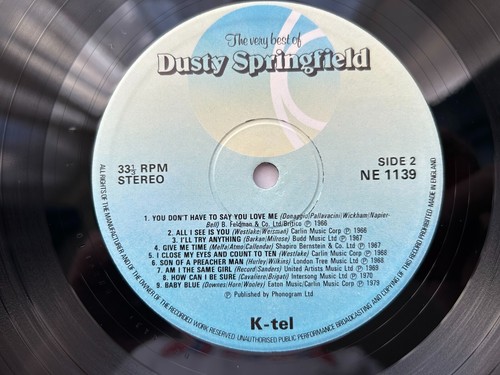 The very best of
Dusty Springfield
33⅓ RPM
STEREO
SIDE 2
NE 1139
1. YOU DON'T HAVE TO SAY YOU LOVE ME (Donaggio/Pallavacini/Wickham/Napier-
Bell) B. Feldman & Co. Ltd/Britico ℗ 1966
2. ALL I SEE IS YOU (Westlake/Weisman) Carlin Music Corp ℗ 1966
3. I'LL TRY ANYTHING (Barkan/Milrose) Budd Music Ltd ℗ 1967
4. GIVE ME TIME (Melfa/Amici/Callandar) Shapiro Bernstein & Co. Ltd ℗ 1967
5. I CLOSE MY EYES AND COUNT TO TEN (Westlake) Carlin Music Corp ℗ 1968
6. SON OF A PREACHER MAN (Hurley/Wilkins) London Tree Music Ltd ℗ 1968
7. AM I THE SAME GIRL (Record/Sanders) United Artists Music Ltd ℗ 1969
8. HOW CAN I BE SURE (Cavaliere/Brigati) Intersong Music Ltd ℗ 1970
9. BABY BLUE (Downes/Horn/Wooley) Eaton Music/Carlin Music Corp ℗ 1979
℗ Published by Phonogram Ltd
K-tel
ALL RIGHTS OF THE MANUFACTURER AND OF THE OWNER OF THE RECORDED WORK RESERVED. UNAUTHORISED PUBLIC PERFORMANCE BROADCASTING AND COPYING OF THIS RECORD PROHIBITED. MADE IN ENGLAND